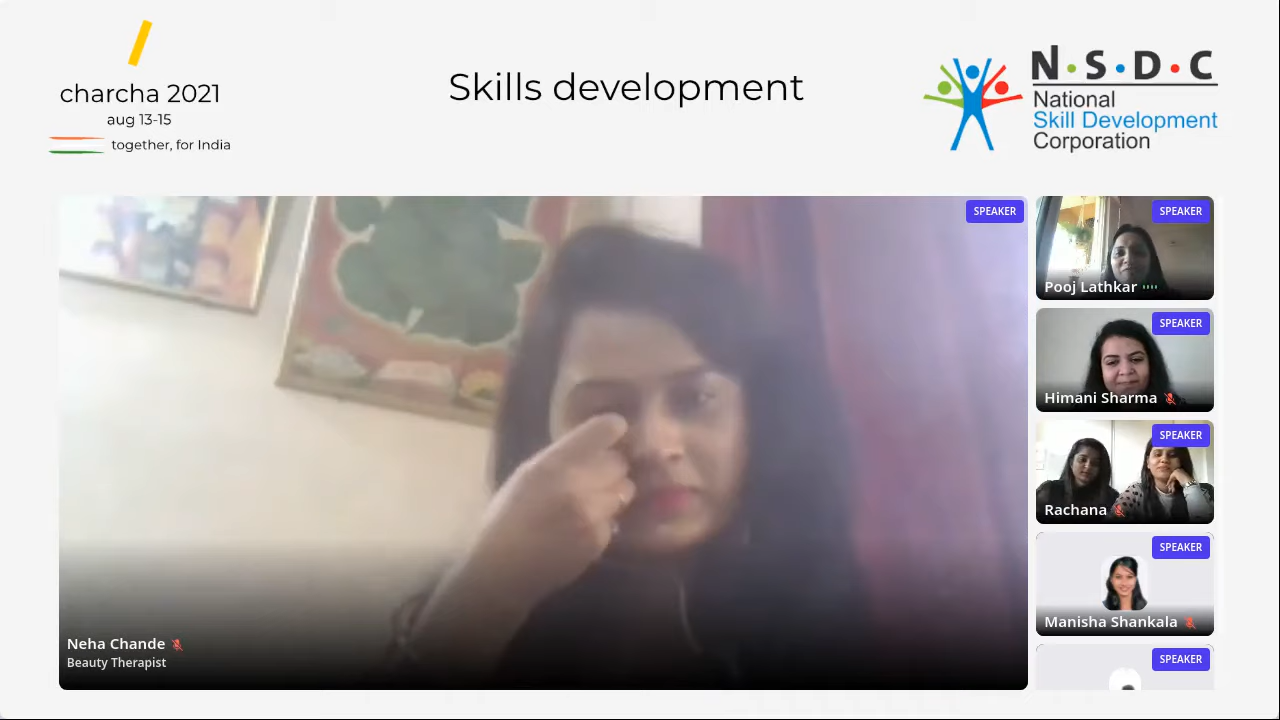 charcha 2021
aug 13-15
together, for India
Skills development
N·S·D·C
National
Skill Development
Corporation
SPEAKER
Neha Chande
Beauty Therapist
SPEAKER
Pooj Lathkar
SPEAKER
Himani Sharma
SPEAKER
Rachana
SPEAKER
Manisha Shankala
SPEAKER